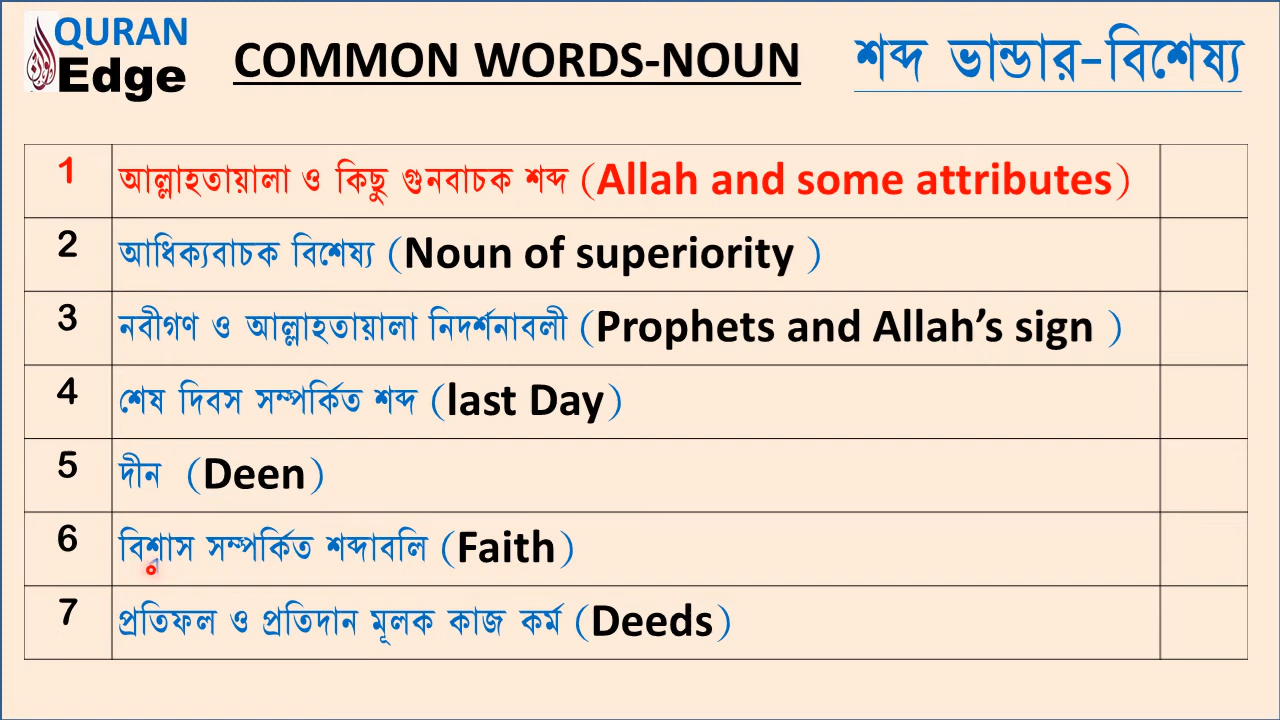 QURAN
Edge
COMMON WORDS-NOUN
শব্দ ভান্ডার-বিশেষ্য
1 আল্লাহতায়ালা ও কিছু গুনবাচক শব্দ (Allah and some attributes)
2 আধিক্যবাচক বিশেষ্য (Noun of superiority )
3 নবীগণ ও আল্লাহতায়ালা নিদর্শনাবলী (Prophets and Allah’s sign )
4 শেষ দিবস সম্পর্কিত শব্দ (last Day)
5 দীন (Deen)
6 বিশ্বাস সম্পর্কিত শব্দাবলি (Faith)
7 প্রতিফল ও প্রতিদান মূলক কাজ কর্ম (Deeds)